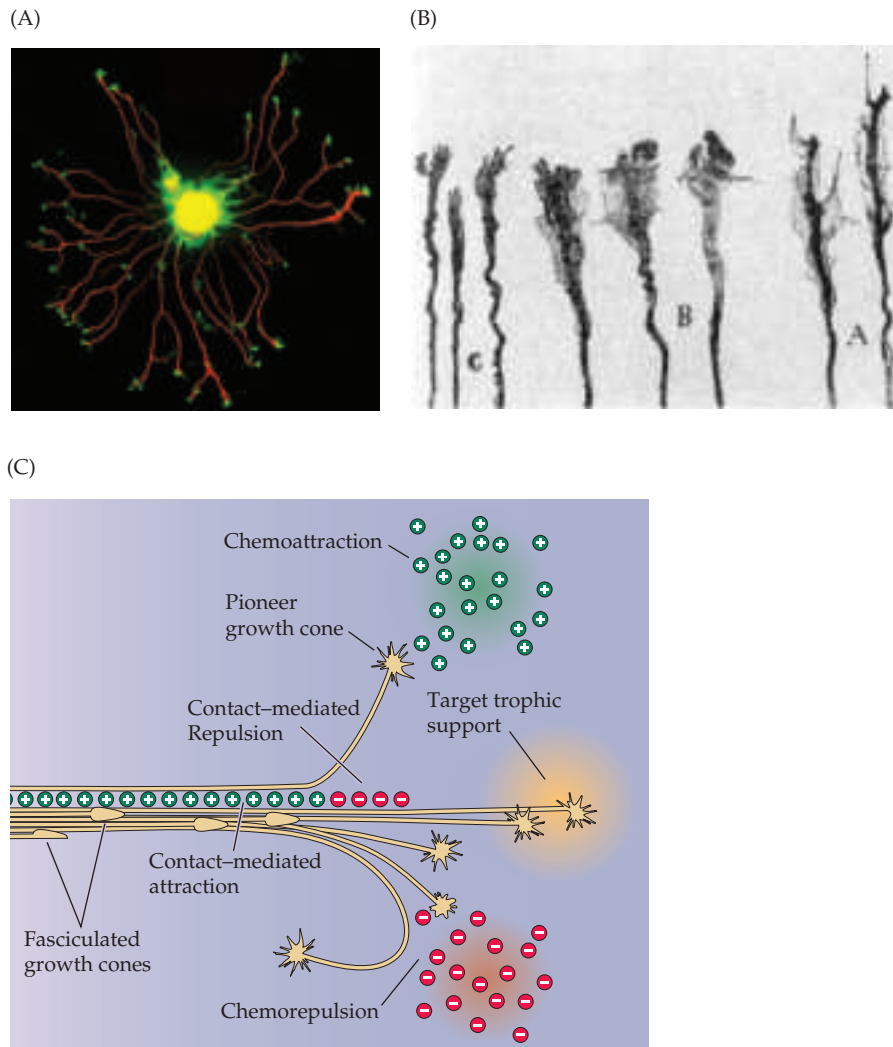 (A)
(B)
C
B
A
(C)
Chemoattraction
Pioneer
growth cone
Contact–mediated
Repulsion
Target trophic
support
Contact–mediated
attraction
Fasciculated
growth cones
Chemorepulsion